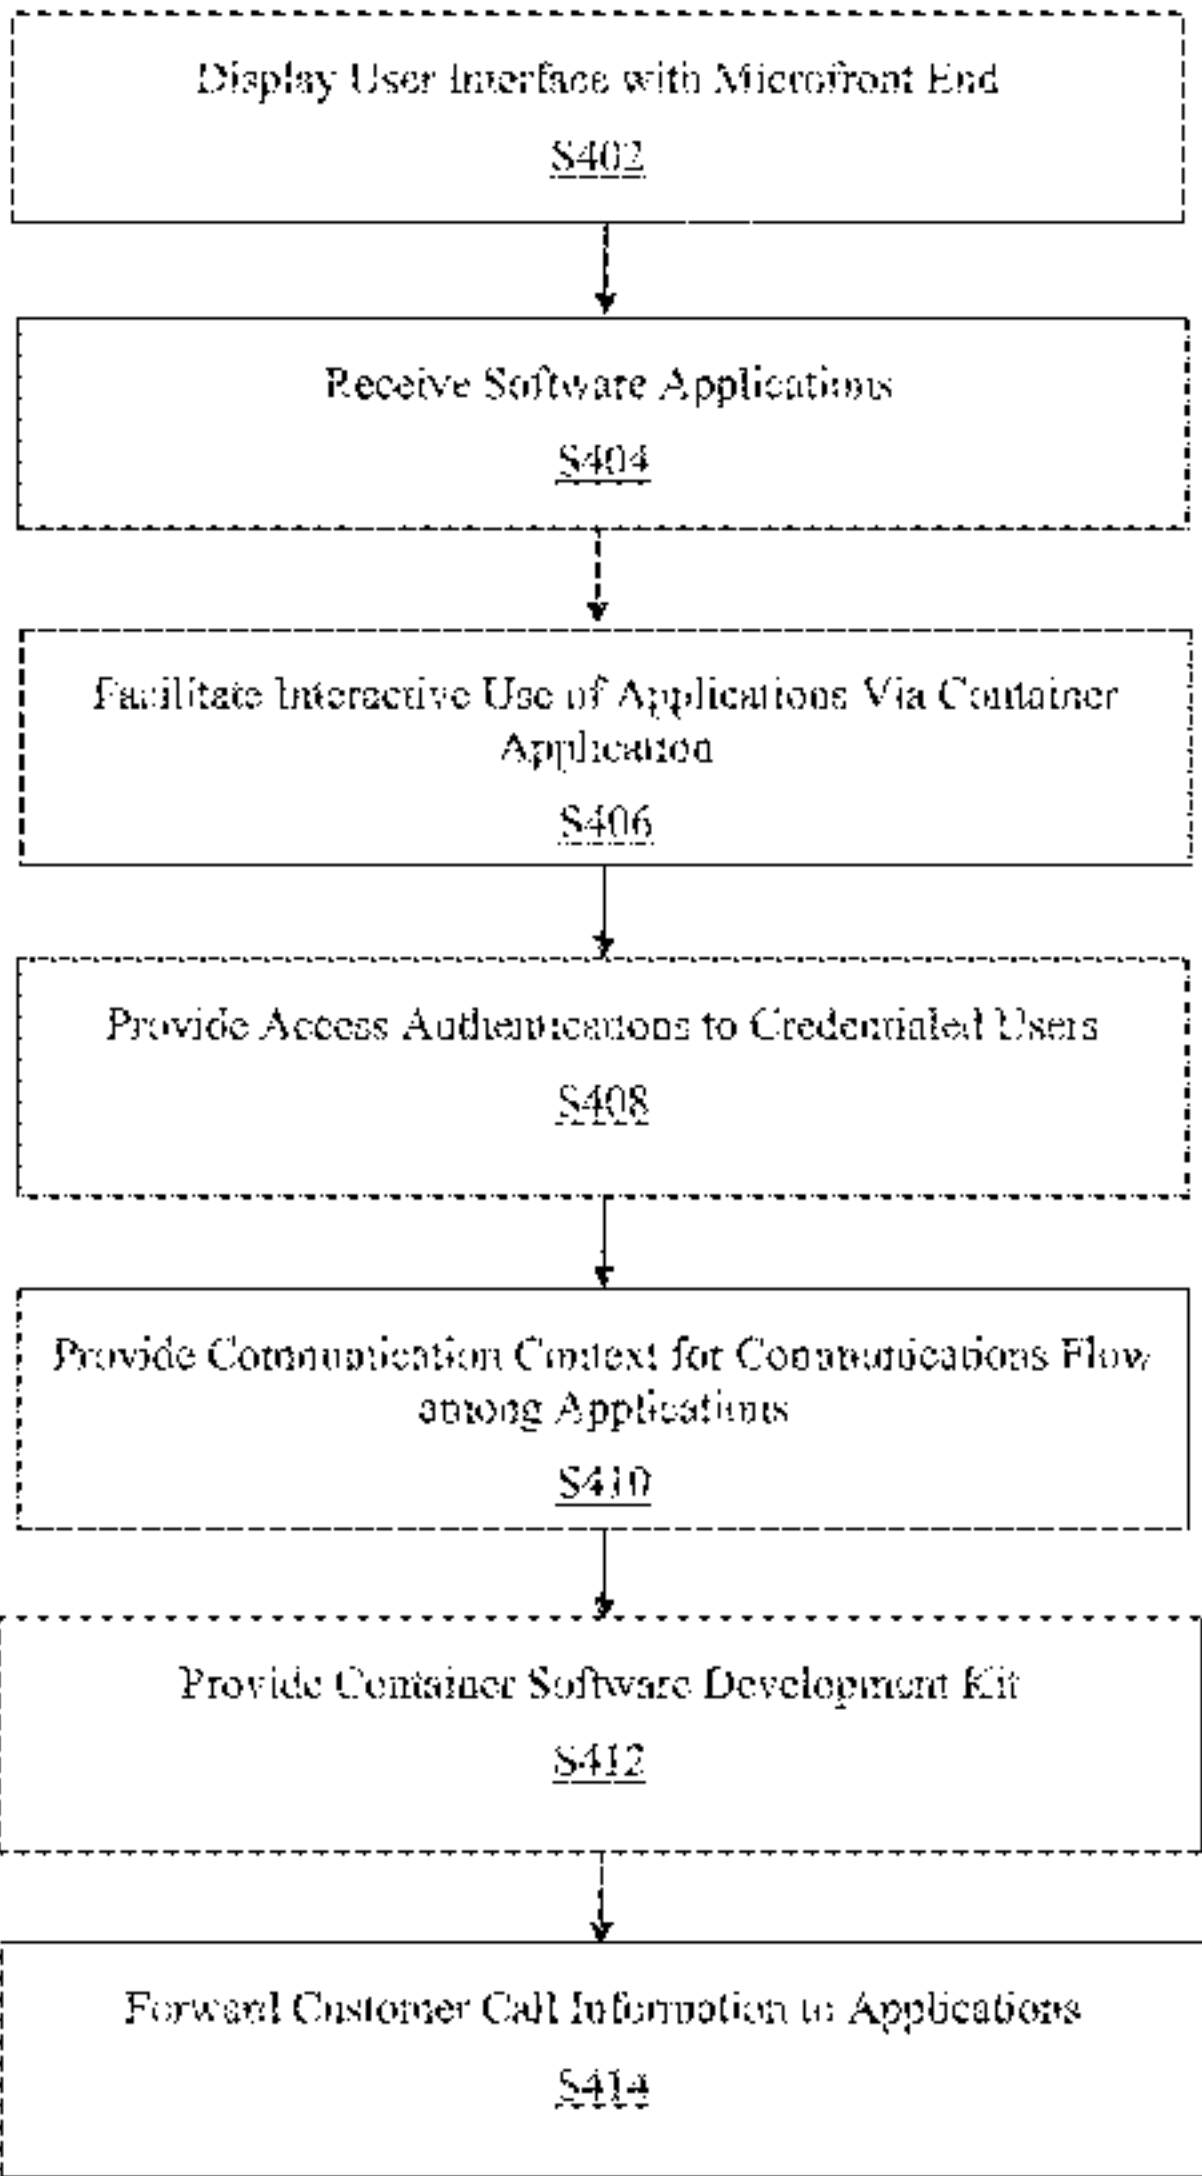 Display User Interface with Microfront End
S402
Receive Software Applications
S404
Facilitate Interactive Use of Applications Via Container
Application
S406
Provide Access Authentications to Credentialed Users
S408
Provide Communication Context for Communications Flow
among Applications
S410
Provide Container Software Development Kit
S412
Forward Customer Call Information to Applications
S414